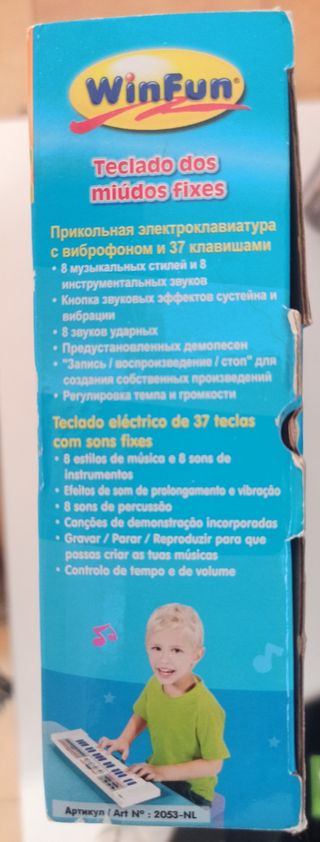 WinFun®
Teclado dos
miúdos fixes
Прикольная электроклавиатура
с виброфоном и 37 клавишами
• 8 музыкальных стилей и 8
инструментальных звуков
• Кнопка звуковых эффектов сустейна и
вибрации
• 8 звуков ударных
• Предустановленных демопесен
• "Запись / воспроизведение / стоп" для
создания собственных произведений
• Регулировка темпа и громкости
Teclado eléctrico de 37 teclas
com sons fixes
• 8 estilos de música e 8 sons de
instrumentos
• Efeitos de som de prolongamento e vibração
• 8 sons de percussão
• Canções de demonstração incorporadas
• Gravar / Parar / Reproduzir para que
possas criar as tuas músicas
• Controlo de tempo e de volume
Артикул / Art Nº : 2053-NL